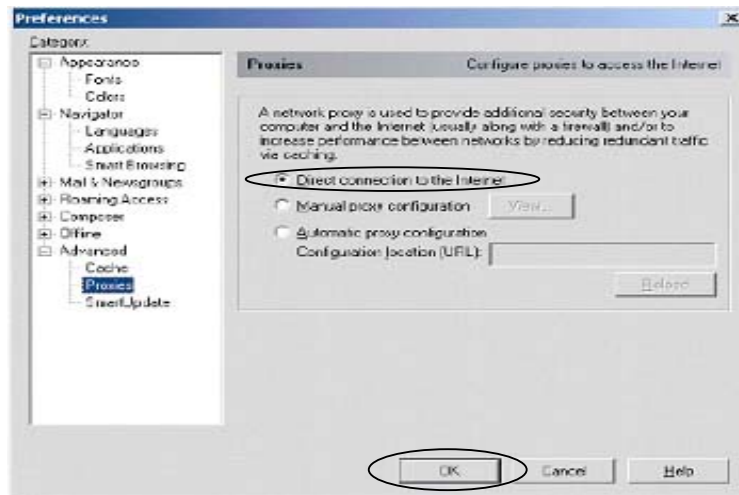 Preferences
Category:
Appearance
Fonts
Colors
Navigator
Languages
Applications
Smart Browsing
Mail & Newsgroups
Roaming Access
Composer
Offline
Advanced
Cache
Proxies
SmartUpdate
Proxies Configure proxies to access the Internet
A network proxy is used to provide additional security between your
computer and the Internet (usually along with a firewall) and/or to
increase performance between networks by reducing redundant traffic
via caching.
Direct connection to the Internet
Manual proxy configuration View...
Automatic proxy configuration
Configuration location (URL):
Reload
OK Cancel Help